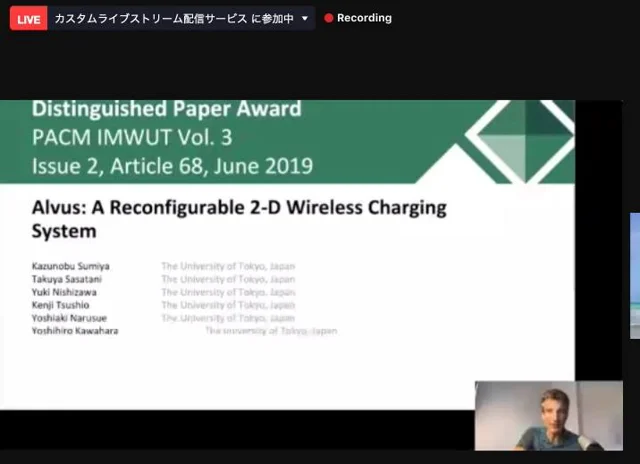 LIVE カスタムライブストリーム配信サービス に参加中 Recording
Distinguished Paper Award
PACM IMWUT Vol. 3
Issue 2, Article 68, June 2019
Alvus: A Reconfigurable 2-D Wireless Charging
System
Kazunobu Sumiya The University of Tokyo, Japan
Takuya Sasatani The University of Tokyo, Japan
Yuki Nishizawa The University of Tokyo, Japan
Kenji Tsushio The University of Tokyo, Japan
Yoshiaki Narusue The University of Tokyo, Japan
Yoshihiro Kawahara The University of Tokyo, Japan